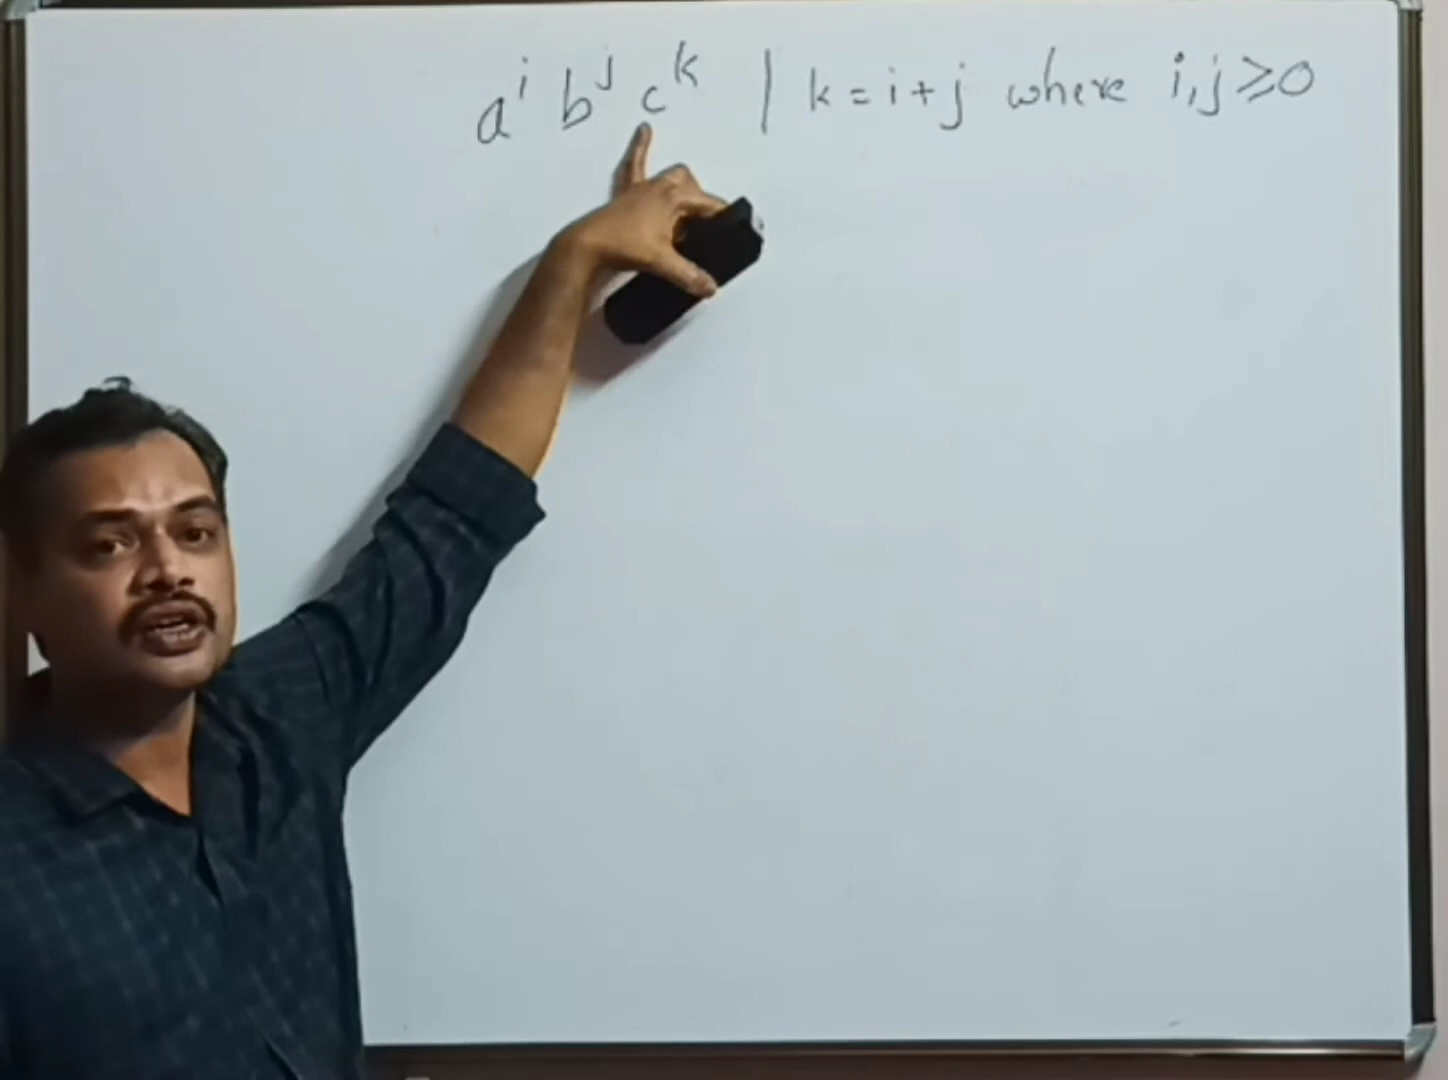 aⁱ bʲ cᵏ | k = i + j where i, j ≥ 0